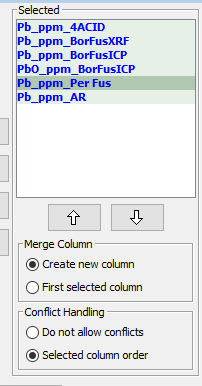 Selected
Pb_ppm_4ACID
Pb_ppm_BorFusXRF
Pb_ppm_BorFusICP
PbO_ppm_BorFusICP
Pb_ppm_Per Fus
Pb_ppm_AR
Merge Column
Create new column
First selected column
Conflict Handling
Do not allow conflicts
Selected column order